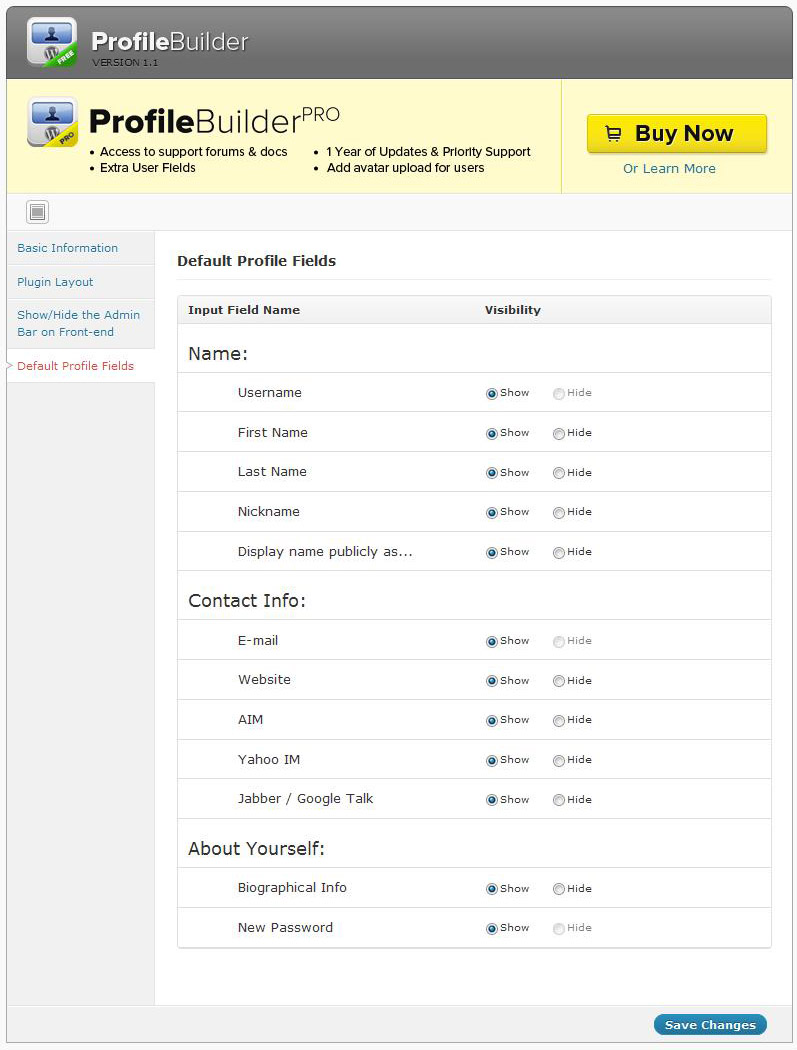 ProfileBuilder
VERSION 1.1
FREE
ProfileBuilderPRO
PRO
• Access to support forums & docs
• Extra User Fields
• 1 Year of Updates & Priority Support
• Add avatar upload for users
Buy Now
Or Learn More
Basic Information
Plugin Layout
Show/Hide the Admin
Bar on Front-end
Default Profile Fields
Default Profile Fields
Input Field Name Visibility
Name:
Username Show Hide
First Name Show Hide
Last Name Show Hide
Nickname Show Hide
Display name publicly as... Show Hide
Contact Info:
E-mail Show Hide
Website Show Hide
AIM Show Hide
Yahoo IM Show Hide
Jabber / Google Talk Show Hide
About Yourself:
Biographical Info Show Hide
New Password Show Hide
Save Changes